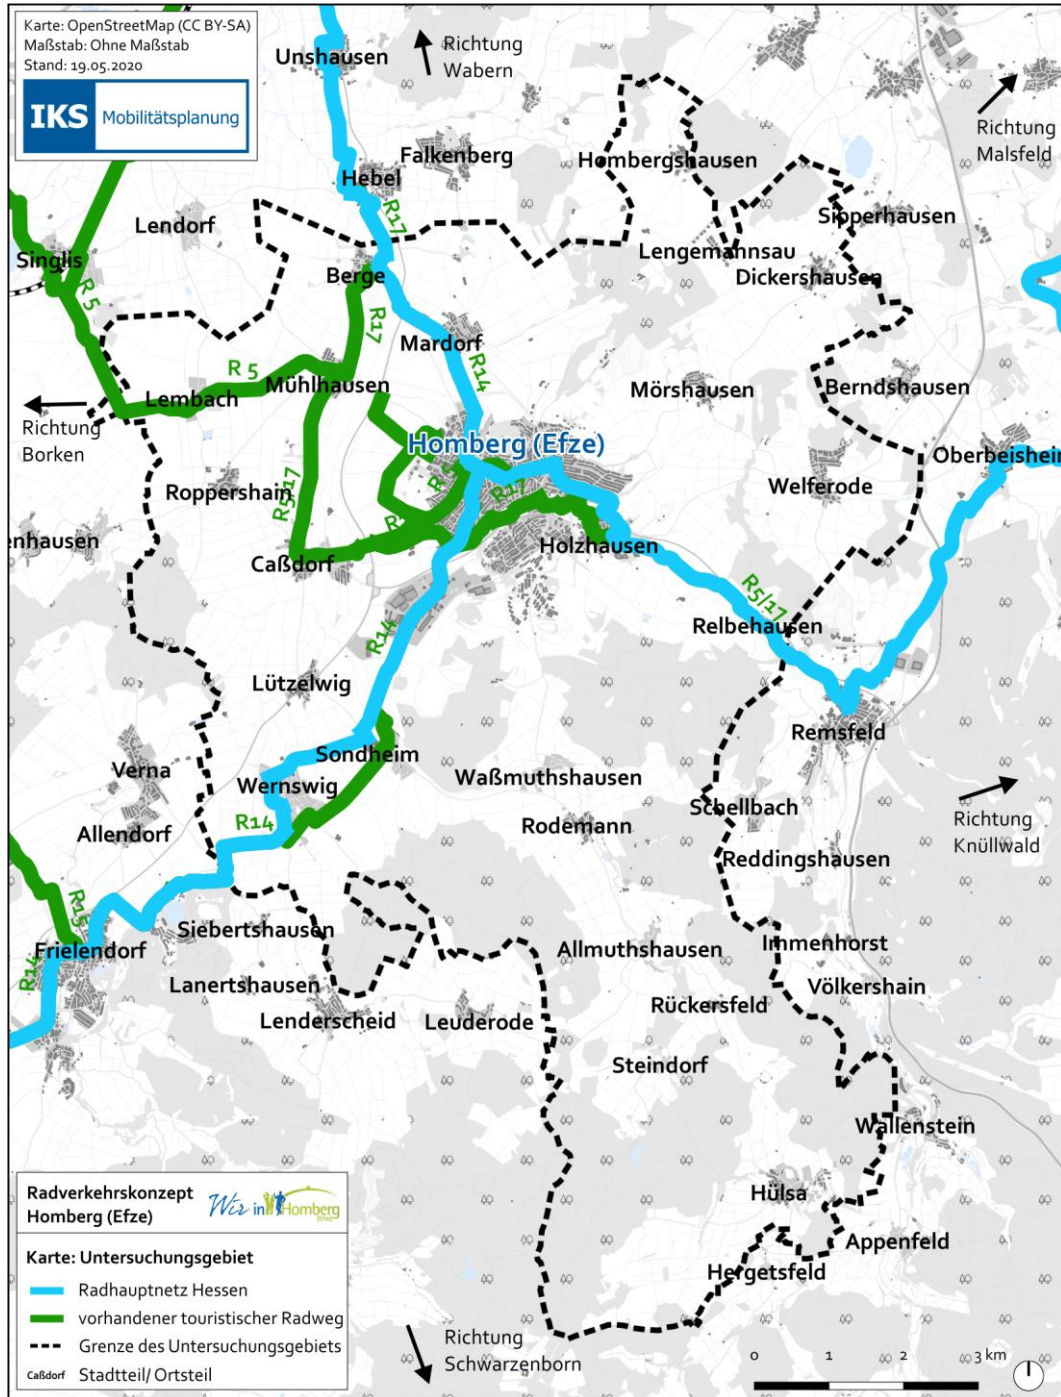 Karte: OpenStreetMap (CC BY-SA)
Maßstab: Ohne Maßstab
Stand: 19.05.2020
IKS Mobilitätsplanung
Unshausen
Richtung
Wabern
Richtung
Malsfeld
Falkenberg
Hombergshausen
Hebel
R17
Lendorf
Sipperhausen
Lengemannsau
Singlis
Berge
Dickershausen
R 5
R17
Mardorf
R14
R 5
Mühlhausen
Lembach
Mörshausen
Berndshausen
Richtung
Borken
Homberg (Efze)
Oberbeisheim
R5/17
Roppershain
R17
Welferode
enhausen
Caßdorf
Holzhausen
R5/17
R14
Relbehausen
Lützelwig
Remsfeld
Sondheim
Verna
Wernswig
Waßmuthshausen
Schellbach
R14
Allendorf
Rodemann
Richtung
Knüllwald
Reddingshausen
R15
Siebertshausen
Frielendorf
Allmuthshausen
Immenhorst
R14
Lanertshausen
Völkershain
Lenderscheid
Leuderode
Rückersfeld
Steindorf
Wallenstein
Hülsa
Appenfeld
Hergetsfeld
Radverkehrskonzept
Homberg (Efze)
Wir in Homberg
Karte: Untersuchungsgebiet
Radhauptnetz Hessen
vorhandener touristischer Radweg
Grenze des Untersuchungsgebiets
Caßdorf Stadtteil/ Ortsteil
Richtung
Schwarzenborn
0 1 2 3 km